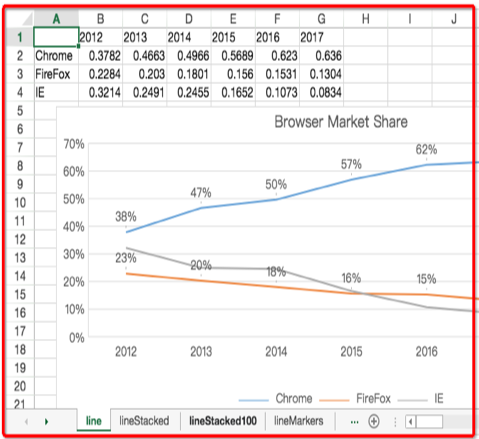 A B C D E F G H I J
1 2012 2013 2014 2015 2016 2017
2 Chrome 0.3782 0.4663 0.4966 0.5689 0.623 0.636
3 FireFox 0.2284 0.203 0.1801 0.156 0.1531 0.1304
4 IE 0.3214 0.2491 0.2455 0.1652 0.1073 0.0834
5
6 Browser Market Share
7 70%
8 62%
9 60% 57%
10 50% 47% 50%
11 38%
12 40%
13 30% 23% 20% 18% 16% 15%
14
15 20%
16 10%
17 0%
18 2012 2013 2014 2015 2016
19
20
21 Chrome FireFox IE
line lineStacked lineStacked100 lineMarkers ...